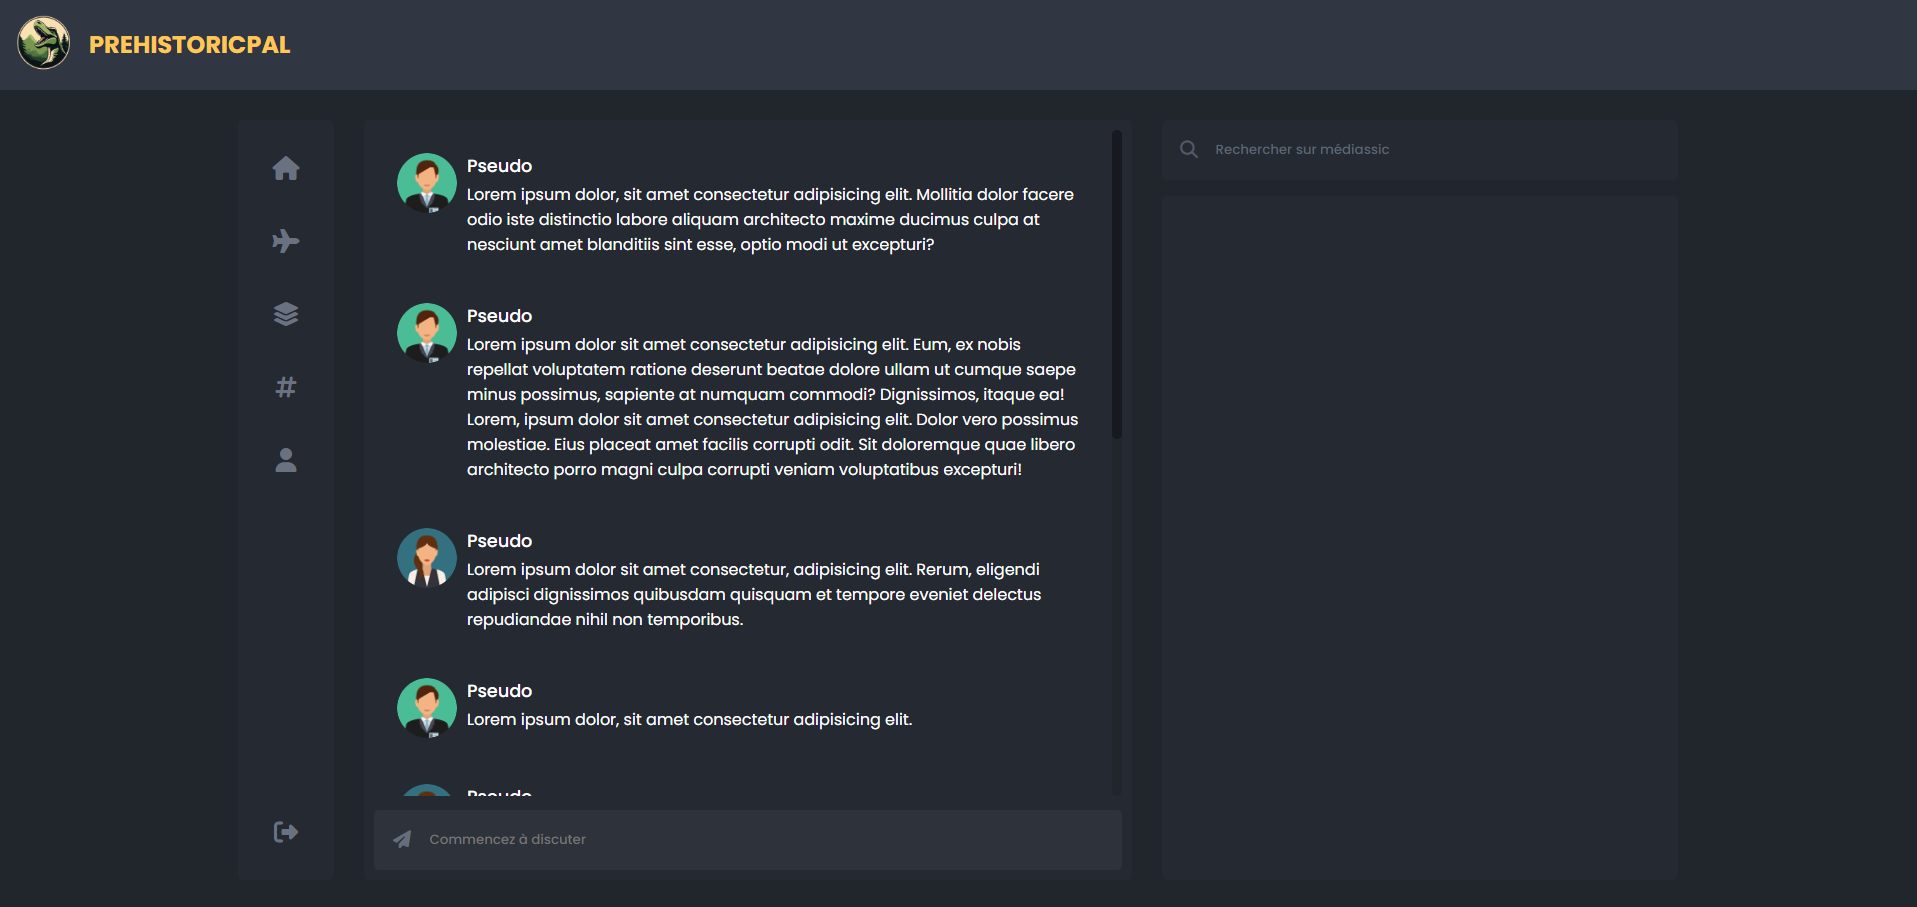 PREHISTORICPAL
Pseudo
Lorem ipsum dolor, sit amet consectetur adipisicing elit. Mollitia dolor facere
odio iste distinctio labore aliquam architecto maxime ducimus culpa at
nesciunt amet blanditiis sint esse, optio modi ut excepturi?
Pseudo
Lorem ipsum dolor sit amet consectetur adipisicing elit. Eum, ex nobis
repellat voluptatem ratione deserunt beatae dolore ullam ut cumque saepe
minus possimus, sapiente at numquam commodi? Dignissimos, itaque ea!
Lorem, ipsum dolor sit amet consectetur adipisicing elit. Dolor vero possimus
molestiae. Eius placeat amet facilis corrupti odit. Sit doloremque quae libero
architecto porro magni culpa corrupti veniam voluptatibus excepturi!
Pseudo
Lorem ipsum dolor sit amet consectetur, adipisicing elit. Rerum, eligendi
adipisci dignissimos quibusdam quisquam et tempore eveniet delectus
repudiandae nihil non temporibus.
Pseudo
Lorem ipsum dolor, sit amet consectetur adipisicing elit.
Pseudo
Commencez à discuter
Rechercher sur médiassic